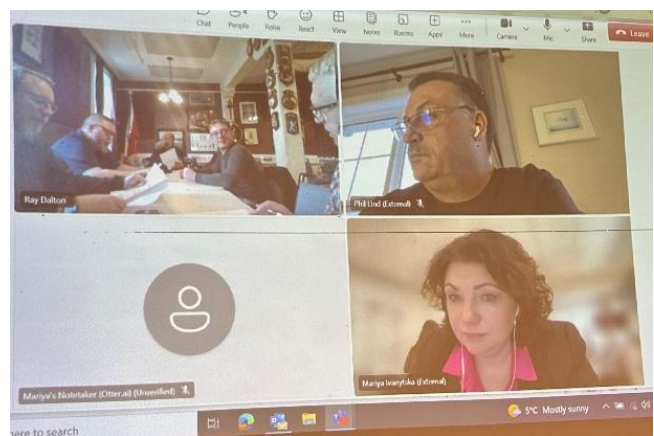 Chat People Raise React View Notes Rooms Apps More Camera Mic Share Leave
Ray Dalton
Phil Lind (External)
Mariya's Notetaker (Otter.ai) (Unverified)
Mariya Ivanytska (External)
here to search
5°C Mostly sunny